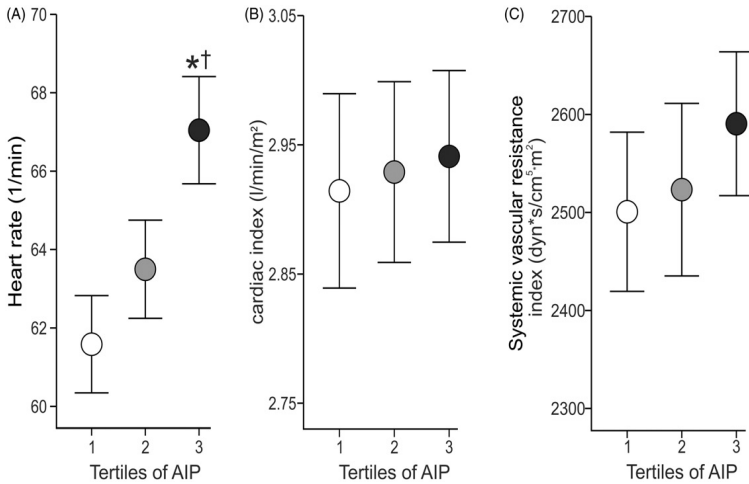 (A)
70
68
66
64
62
60
Heart rate (1/min)
*†
1 2 3
Tertiles of AIP
(B)
3.05
2.95
2.85
2.75
cardiac index (l/min/m²)
1 2 3
Tertiles of AIP
(C)
2700
2600
2500
2400
2300
Systemic vascular resistance
index (dyn*s/cm⁵·m²)
1 2 3
Tertiles of AIP